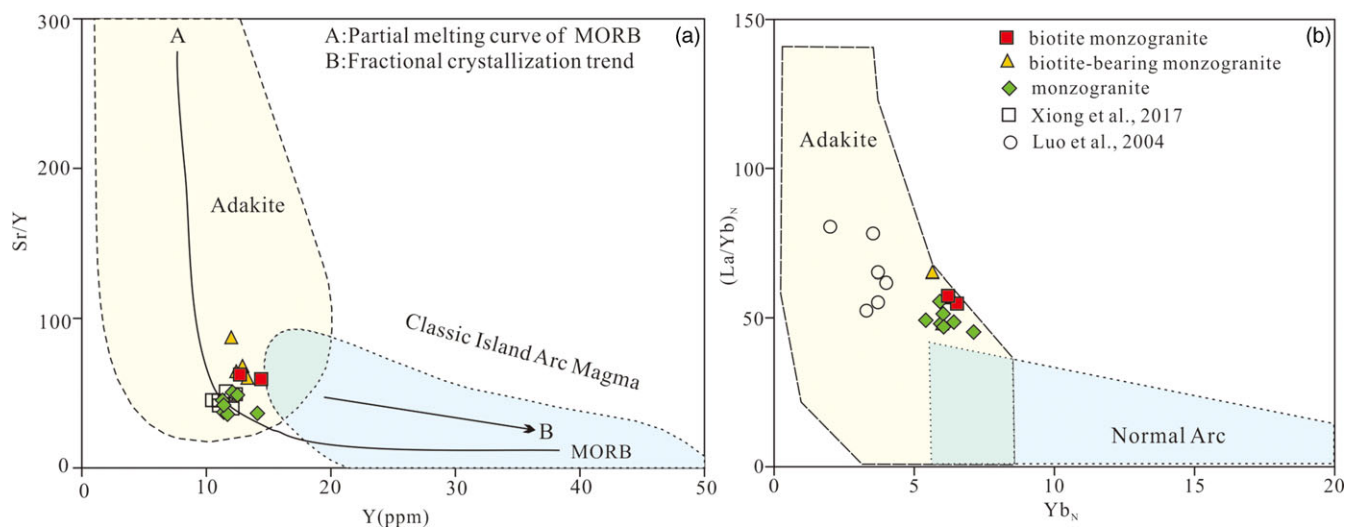 300
A
A:Partial melting curve of MORB
(a)
B:Fractional crystallization trend
200
Adakite
Sr/Y
100
Classic Island Arc Magma
B
MORB
0
0
10
20
30
40
50
Y(ppm)
150
biotite monzogranite
(b)
biotite-bearing monzogranite
monzogranite
Xiong et al., 2017
Luo et al., 2004
Adakite
100
(La/Yb)N
50
Normal Arc
0
0
5
10
15
20
YbN